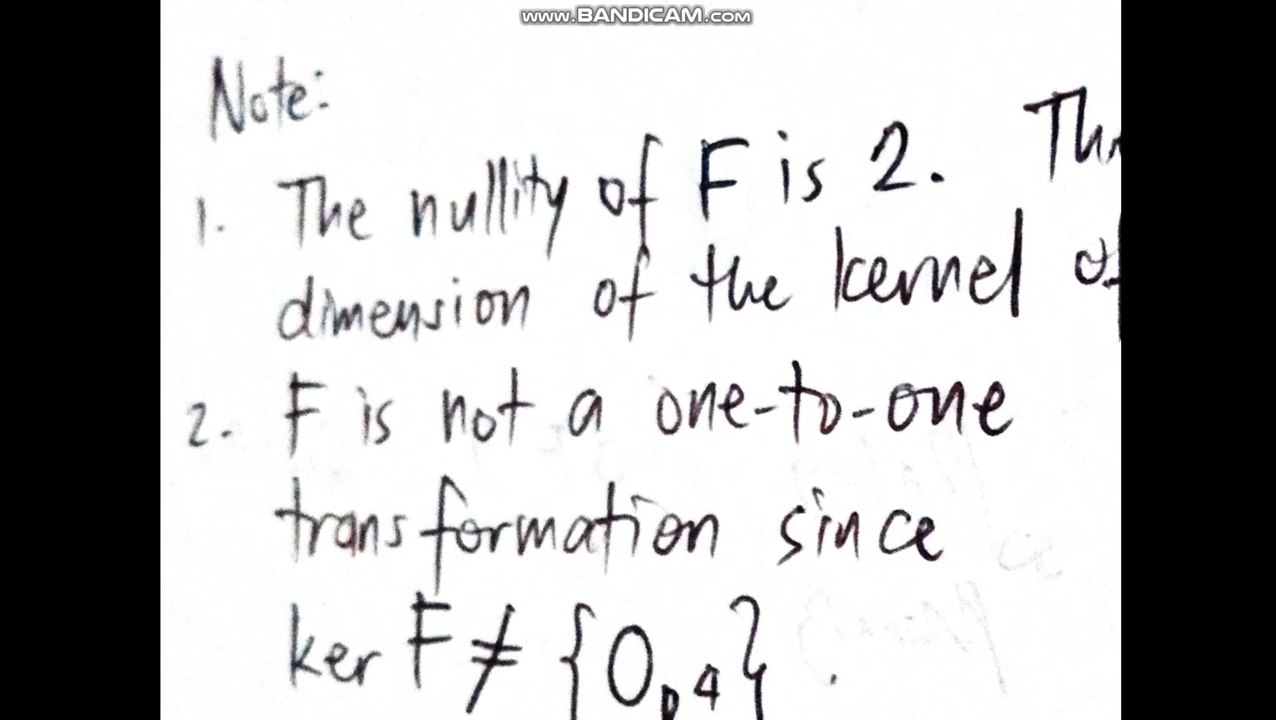 www.BANDICAM.com
Note:
1. The nullity of F is 2.
dimension of the kernel
2. F is not a one-to-one
transformation since
ker F ≠ {0